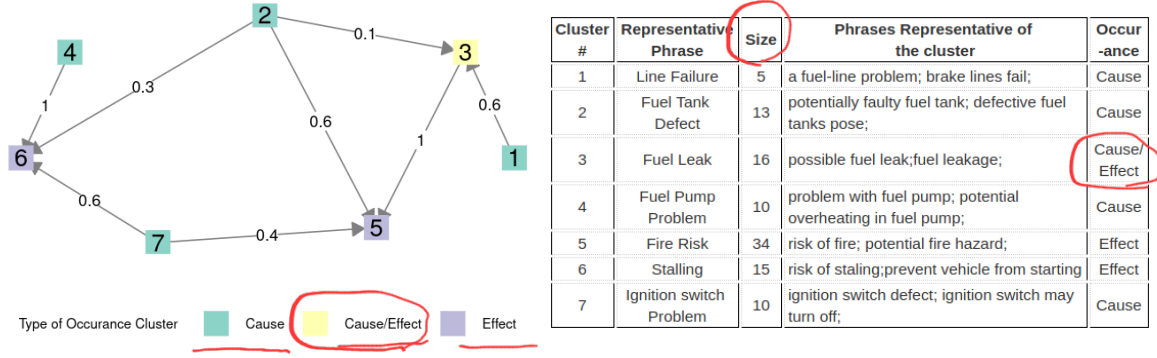 2
0.1
4
3
0.3
1
0.6
0.6
1
6
1
0.6
5
7
0.4
Type of Occurance Cluster Cause Cause/Effect Effect
Cluster # Representative Phrase Size Phrases Representative of the cluster Occur-ance
1 Line Failure 5 a fuel-line problem; brake lines fail; Cause
2 Fuel Tank Defect 13 potentially faulty fuel tank; defective fuel tanks pose; Cause
3 Fuel Leak 16 possible fuel leak;fuel leakage; Cause/ Effect
4 Fuel Pump Problem 10 problem with fuel pump; potential overheating in fuel pump; Cause
5 Fire Risk 34 risk of fire; potential fire hazard; Effect
6 Stalling 15 risk of staling;prevent vehicle from starting Effect
7 Ignition switch Problem 10 ignition switch defect; ignition switch may turn off; Cause